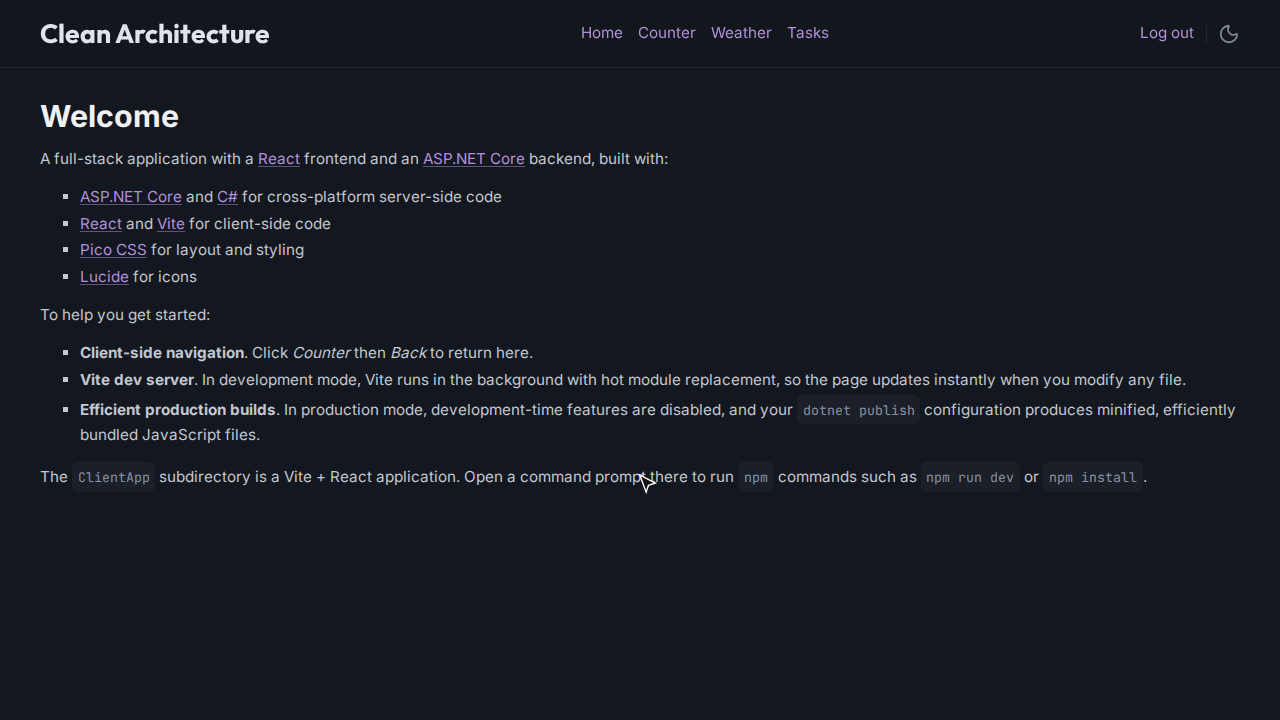 Clean Architecture
Home Counter Weather Tasks
Log out
Welcome
A full-stack application with a React frontend and an ASP.NET Core backend, built with:
ASP.NET Core and C# for cross-platform server-side code
React and Vite for client-side code
Pico CSS for layout and styling
Lucide for icons
To help you get started:
Client-side navigation. Click Counter then Back to return here.
Vite dev server. In development mode, Vite runs in the background with hot module replacement, so the page updates instantly when you modify any file.
Efficient production builds. In production mode, development-time features are disabled, and your dotnet publish configuration produces minified, efficiently
bundled JavaScript files.
The ClientApp subdirectory is a Vite + React application. Open a command prompt there to run npm commands such as npm run dev or npm install.